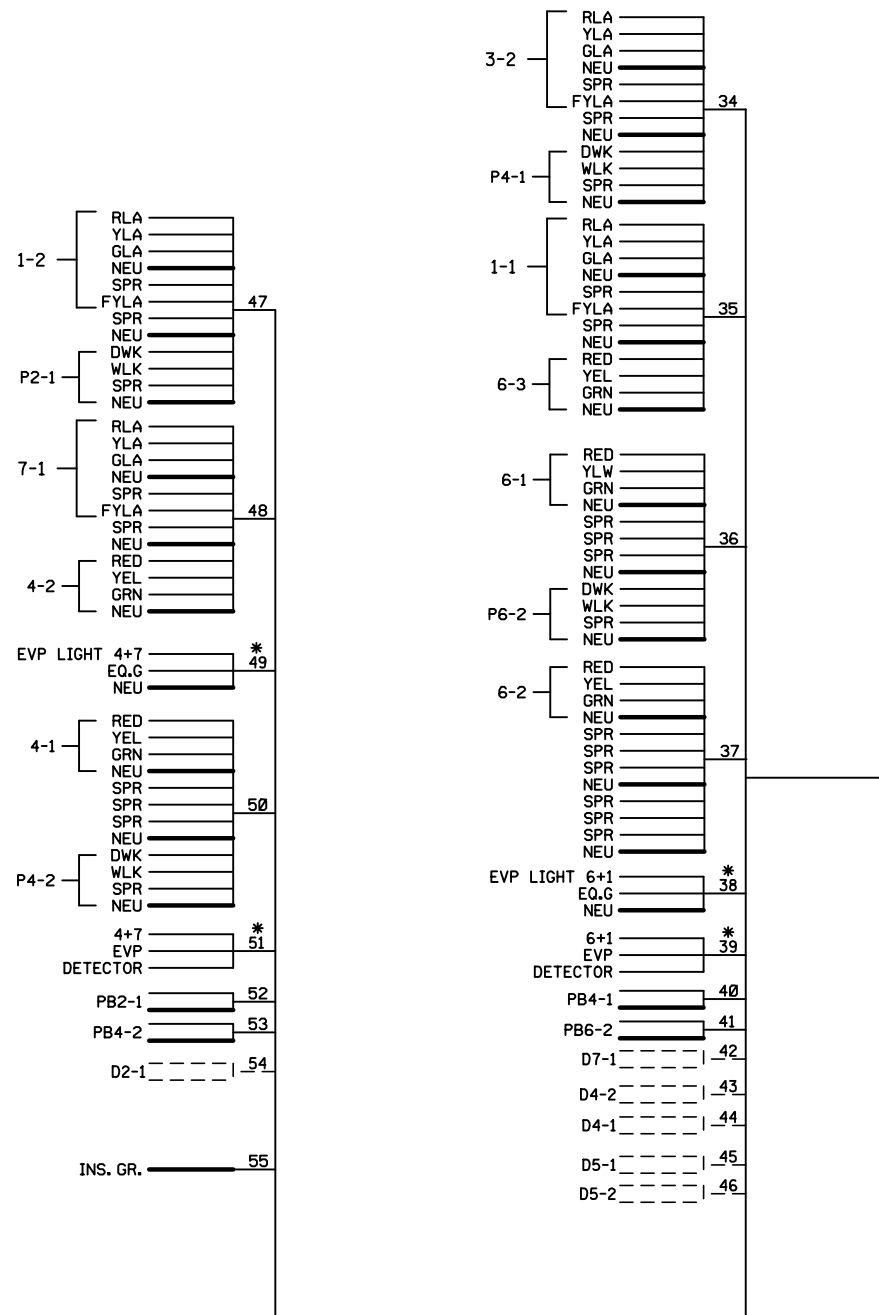 1-2
RLA
YLA
GLA
NEU
SPR
FYLA
SPR
NEU
47
P2-1
DWK
WLK
SPR
NEU
7-1
RLA
YLA
GLA
NEU
SPR
FYLA
SPR
NEU
48
4-2
RED
YEL
GRN
NEU
EVP LIGHT 4+7
EQ.G
NEU
*
49
4-1
RED
YEL
GRN
NEU
SPR
SPR
SPR
NEU
50
P4-2
DWK
WLK
SPR
NEU
4+7
EVP
DETECTOR
*
51
PB2-1
52
PB4-2
53
D2-1
54
INS. GR.
55
3-2
RLA
YLA
GLA
NEU
SPR
FYLA
SPR
NEU
34
P4-1
DWK
WLK
SPR
NEU
1-1
RLA
YLA
GLA
NEU
SPR
FYLA
SPR
NEU
35
6-3
RED
YEL
GRN
NEU
6-1
RED
YLW
GRN
NEU
SPR
SPR
SPR
NEU
36
P6-2
DWK
WLK
SPR
NEU
6-2
RED
YEL
GRN
NEU
SPR
SPR
SPR
NEU
37
SPR
SPR
SPR
NEU
EVP LIGHT 6+1
EQ.G
NEU
*
38
6+1
EVP
DETECTOR
*
39
PB4-1
40
PB6-2
41
D7-1
42
D4-2
43
D4-1
44
D5-1
45
D5-2
46